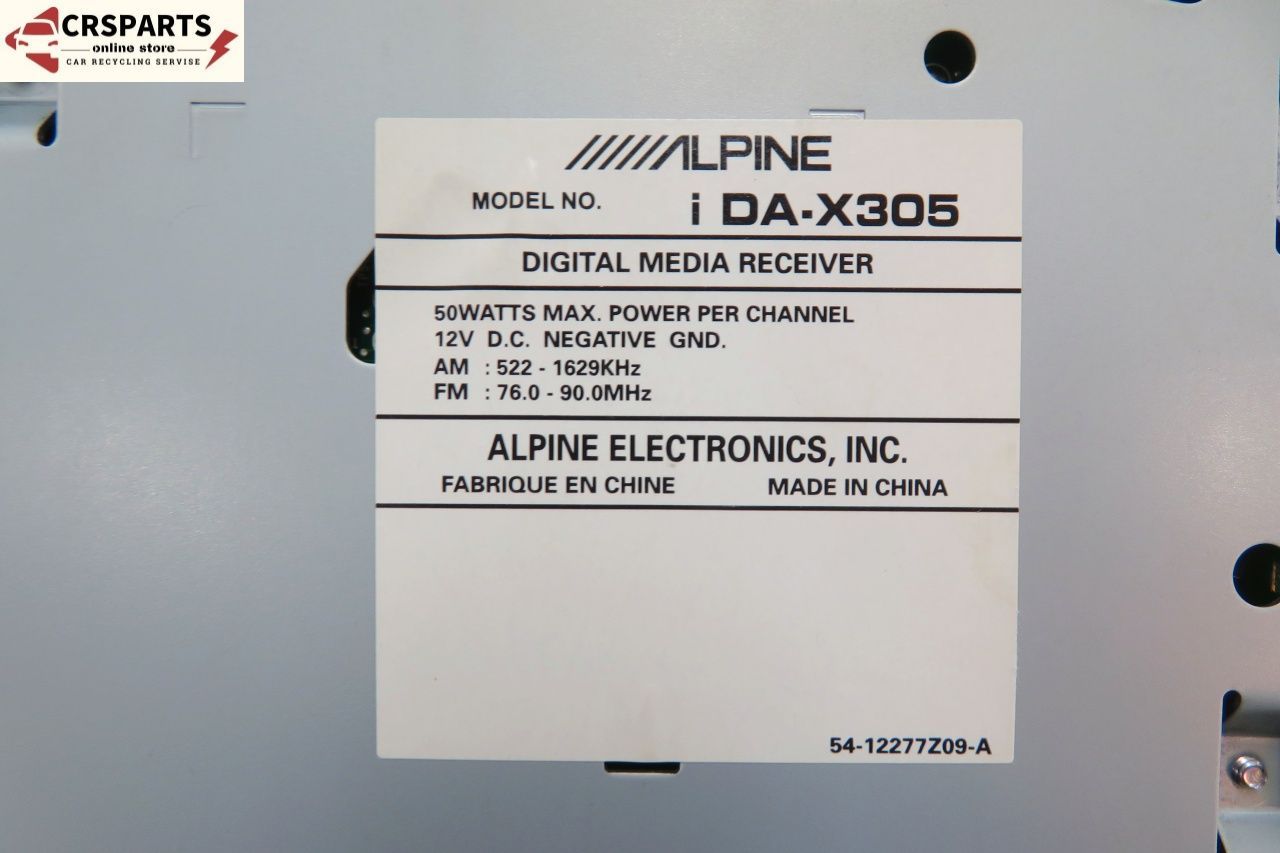 CRSPARTS
online store
CAR RECYCLING SERVISE
ALPINE
MODEL NO. i DA-X305
DIGITAL MEDIA RECEIVER
50WATTS MAX. POWER PER CHANNEL
12V D.C. NEGATIVE GND.
AM : 522 - 1629KHz
FM : 76.0 - 90.0MHz
ALPINE ELECTRONICS, INC.
FABRIQUE EN CHINE MADE IN CHINA
54-12277Z09-A